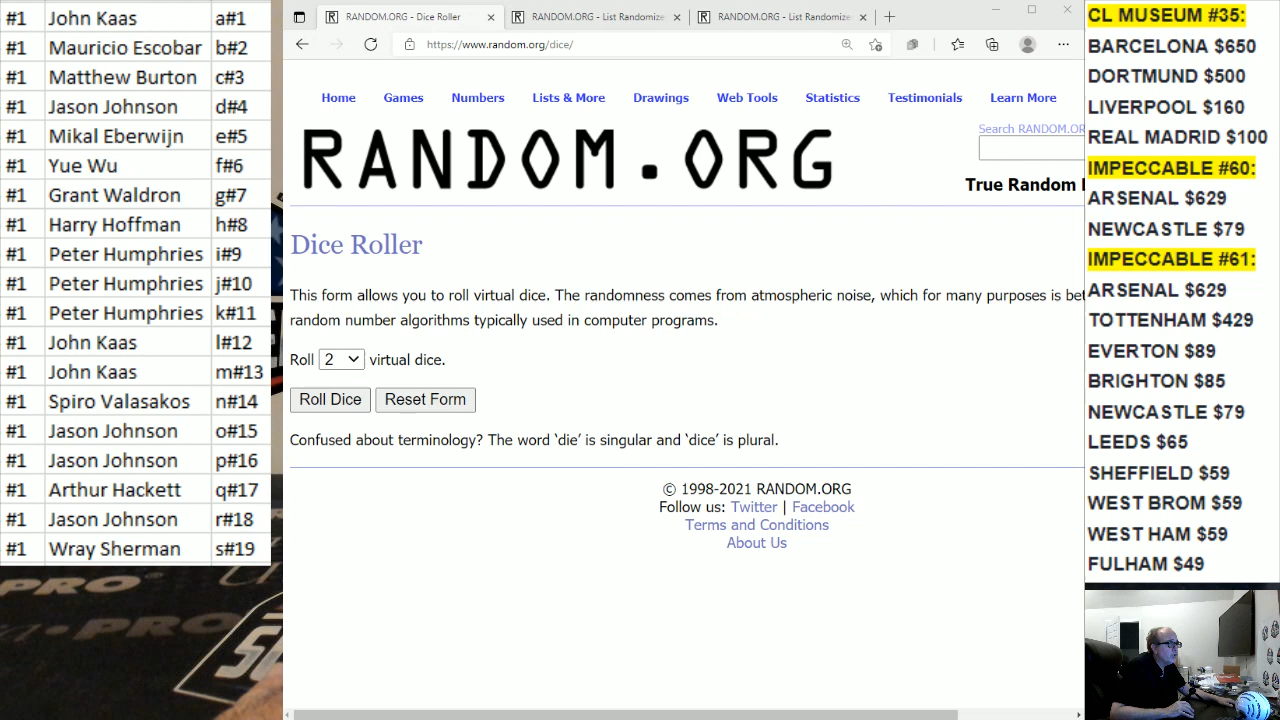 #1 John Kaas a#1
#1 Mauricio Escobar b#2
#1 Matthew Burton c#3
#1 Jason Johnson d#4
#1 Mikal Eberwijn e#5
#1 Yue Wu f#6
#1 Grant Waldron g#7
#1 Harry Hoffman h#8
#1 Peter Humphries i#9
#1 Peter Humphries j#10
#1 Peter Humphries k#11
#1 John Kaas l#12
#1 John Kaas m#13
#1 Spiro Valasakos n#14
#1 Jason Johnson o#15
#1 Jason Johnson p#16
#1 Arthur Hackett q#17
#1 Jason Johnson r#18
#1 Wray Sherman s#19
RANDOM.ORG - Dice Roller
RANDOM.ORG - List Randomize
RANDOM.ORG - List Randomize
https://www.random.org/dice/
Home Games Numbers Lists & More Drawings Web Tools Statistics Testimonials Learn More
Search RANDOM.OR
RANDOM.ORG
True Random
Dice Roller
This form allows you to roll virtual dice. The randomness comes from atmospheric noise, which for many purposes is bet
random number algorithms typically used in computer programs.
Roll 2 virtual dice.
Roll Dice Reset Form
Confused about terminology? The word ‘die’ is singular and ‘dice’ is plural.
© 1998-2021 RANDOM.ORG
Follow us: Twitter | Facebook
Terms and Conditions
About Us
CL MUSEUM #35:
BARCELONA $650
DORTMUND $500
LIVERPOOL $160
REAL MADRID $100
IMPECCABLE #60:
ARSENAL $629
NEWCASTLE $79
IMPECCABLE #61:
ARSENAL $629
TOTTENHAM $429
EVERTON $89
BRIGHTON $85
NEWCASTLE $79
LEEDS $65
SHEFFIELD $59
WEST BROM $59
WEST HAM $59
FULHAM $49
PRO
PRO